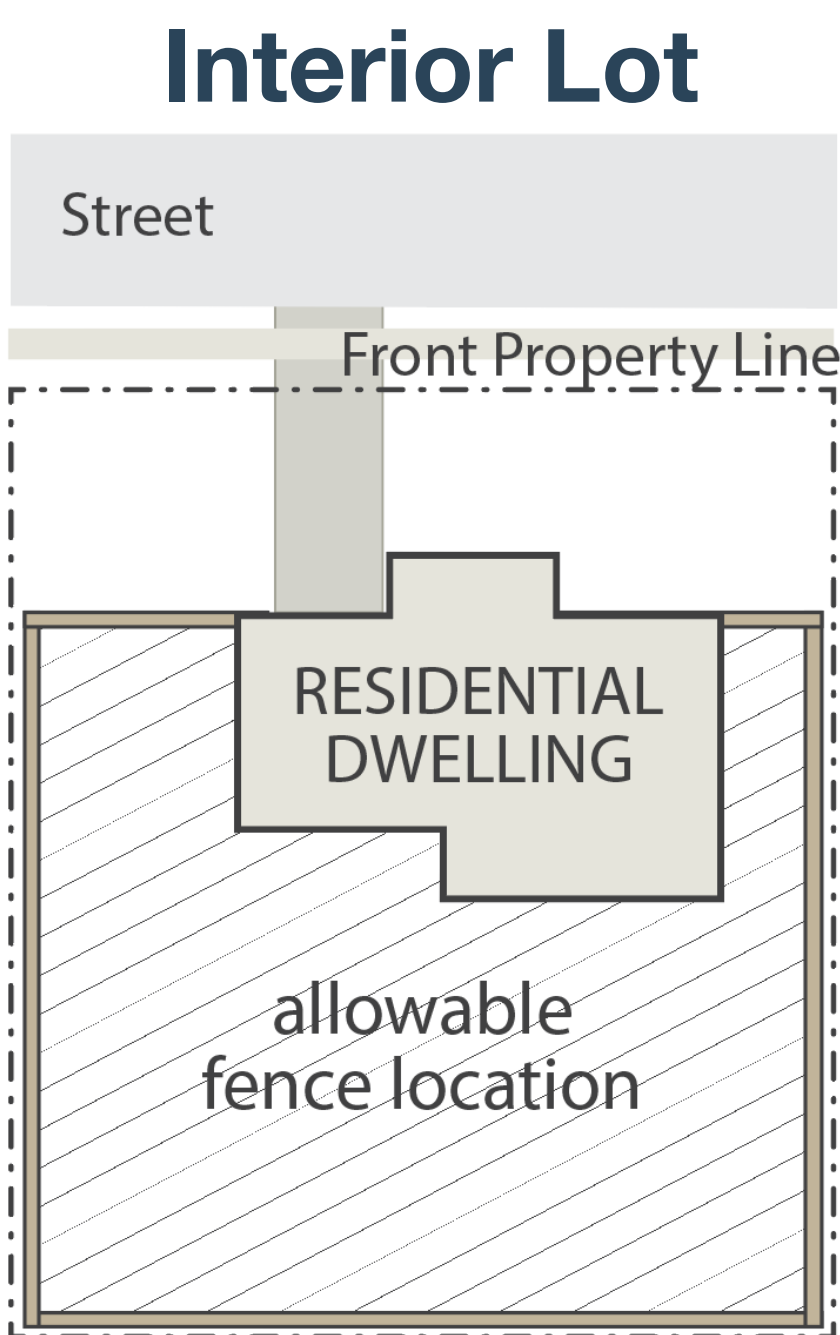 Interior Lot
Street
Front Property Line
RESIDENTIAL
DWELLING
allowable
fence location